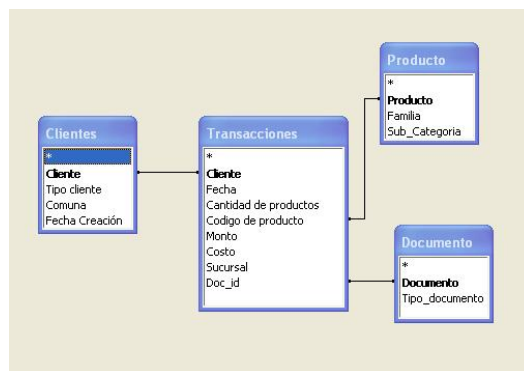 Clientes
*
Cliente
Tipo cliente
Comuna
Fecha Creación
Transacciones
*
Cliente
Fecha
Cantidad de productos
Codigo de producto
Monto
Costo
Sucursal
Doc_id
Producto
*
Producto
Familia
Sub_Categoria
Documento
*
Documento
Tipo_documento